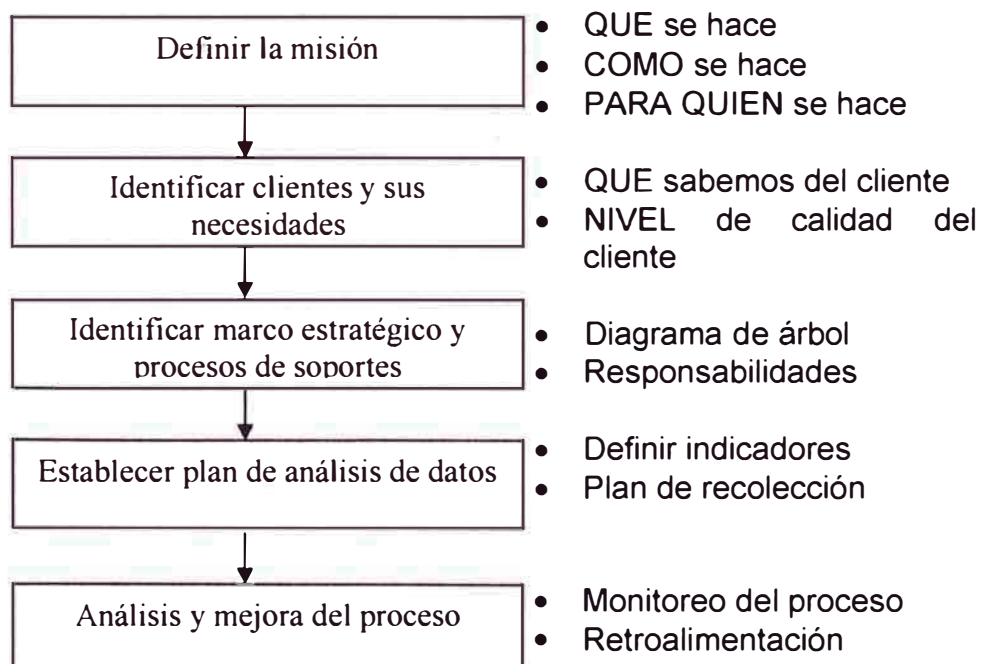 Definir la misión
• QUE se hace
• COMO se hace
• PARA QUIEN se hace
Identificar clientes y sus
necesidades
• QUE sabemos del cliente
• NIVEL de calidad del
cliente
Identificar marco estratégico y
procesos de soportes
• Diagrama de árbol
• Responsabilidades
Establecer plan de análisis de datos
• Definir indicadores
• Plan de recolección
Análisis y mejora del proceso
• Monitoreo del proceso
• Retroalimentación